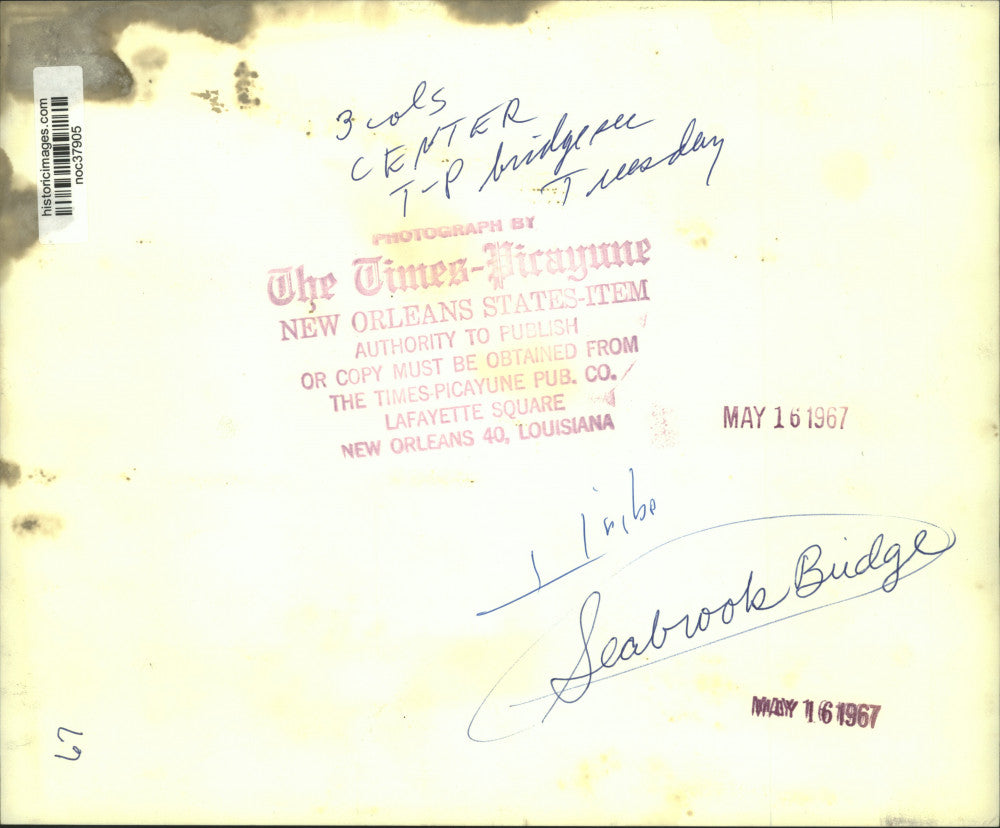 historicimages.com
noc37905
3 cols
CENTER
T-P bridgesec
Tuesday
PHOTOGRAPH BY
The Times-Picayune
NEW ORLEANS STATES-ITEM
AUTHORITY TO PUBLISH
OR COPY MUST BE OBTAINED FROM
THE TIMES-PICAYUNE PUB. CO.
LAFAYETTE SQUARE
NEW ORLEANS 40, LOUISIANA
MAY 16 1967
Seabrook Bridge
MAY 16 1967
67